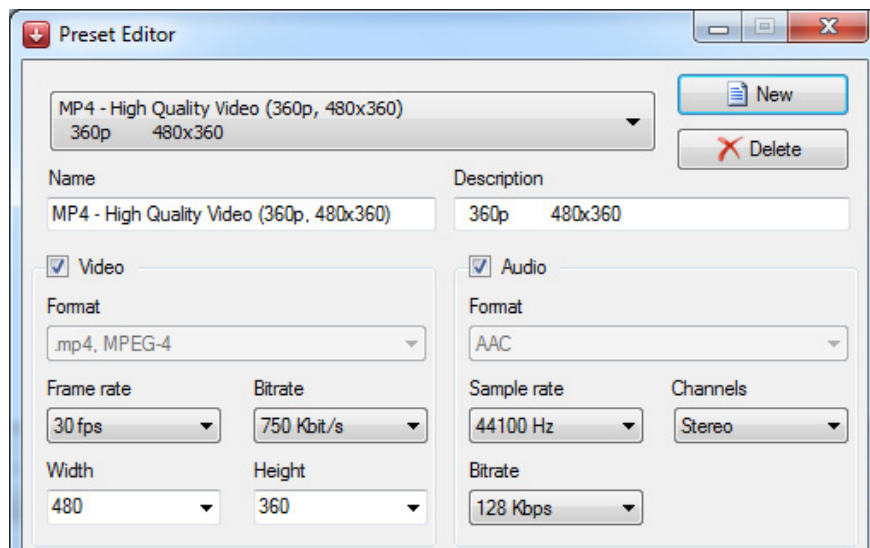 Preset Editor
MP4 - High Quality Video (360p, 480x360)
360p 480x360
New
Delete
Name
Description
MP4 - High Quality Video (360p, 480x360)
360p 480x360
Video
Audio
Format
Format
.mp4, MPEG-4
AAC
Frame rate
Bitrate
Sample rate
Channels
30 fps
750 Kbit/s
44100 Hz
Stereo
Width
Height
Bitrate
480
360
128 Kbps